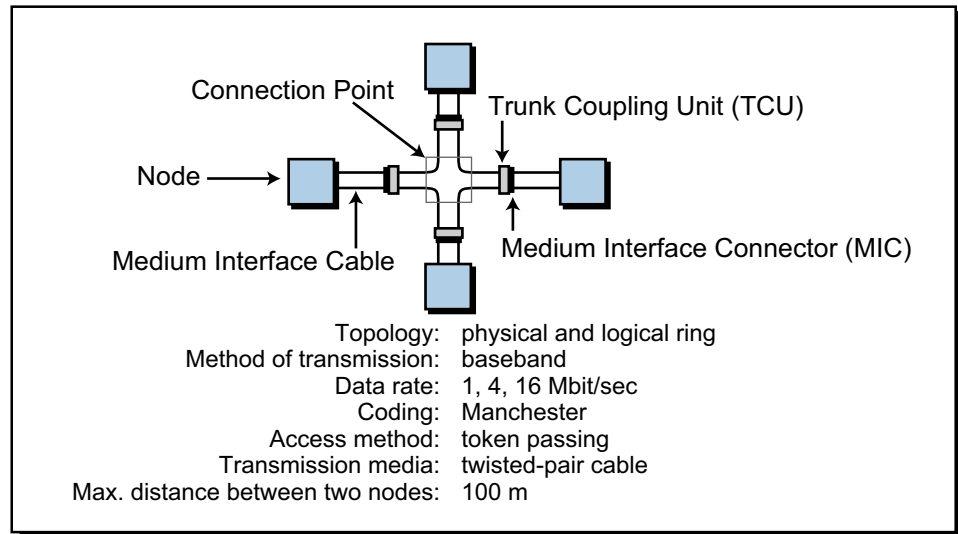 Connection Point
Trunk Coupling Unit (TCU)
Node
Medium Interface Cable
Medium Interface Connector (MIC)
Topology: physical and logical ring
Method of transmission: baseband
Data rate: 1, 4, 16 Mbit/sec
Coding: Manchester
Access method: token passing
Transmission media: twisted-pair cable
Max. distance between two nodes: 100 m